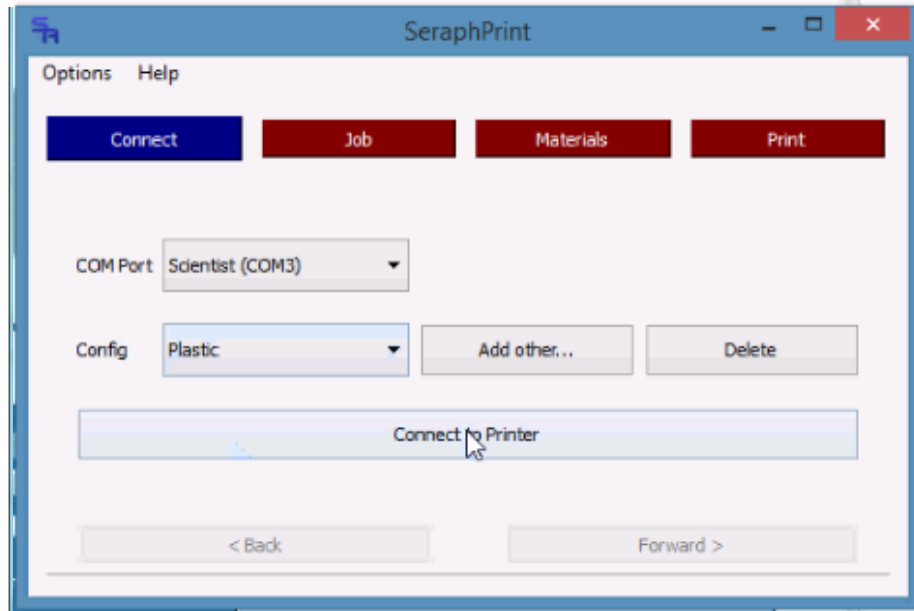 SeraphPrint
Options Help
Connect Job Materials Print
COM Port Scientist (COM3)
Config Plastic Add other... Delete
Connect to Printer
< Back Forward >